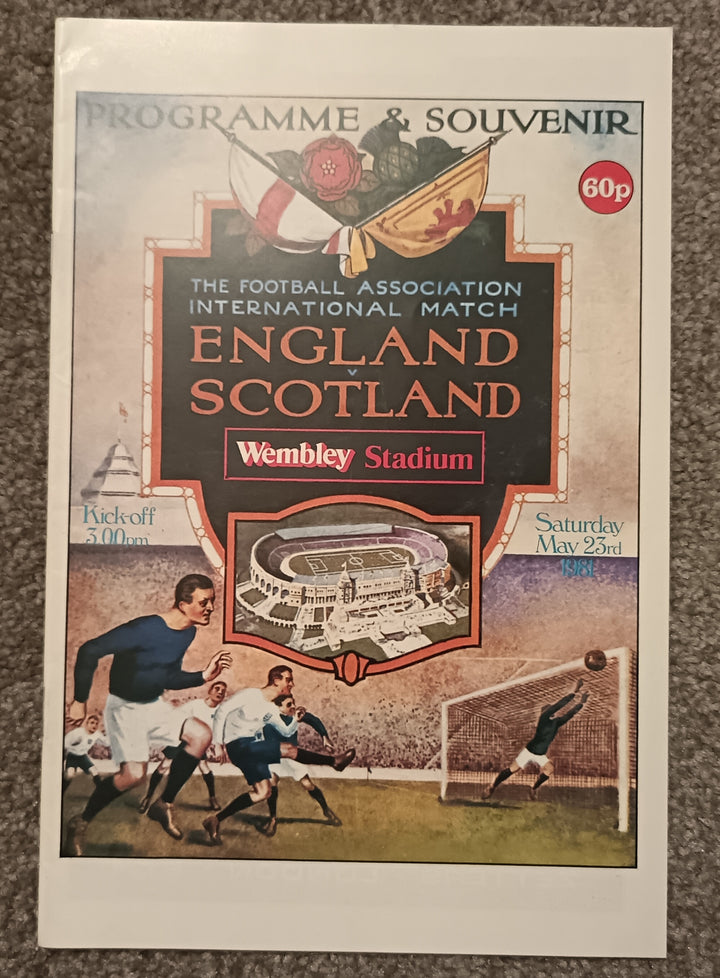 PROGRAMME & SOUVENIR
60p
THE FOOTBALL ASSOCIATION
INTERNATIONAL MATCH
ENGLAND
V
SCOTLAND
Wembley Stadium
Kick-off
3.00pm
Saturday
May 23rd
1981